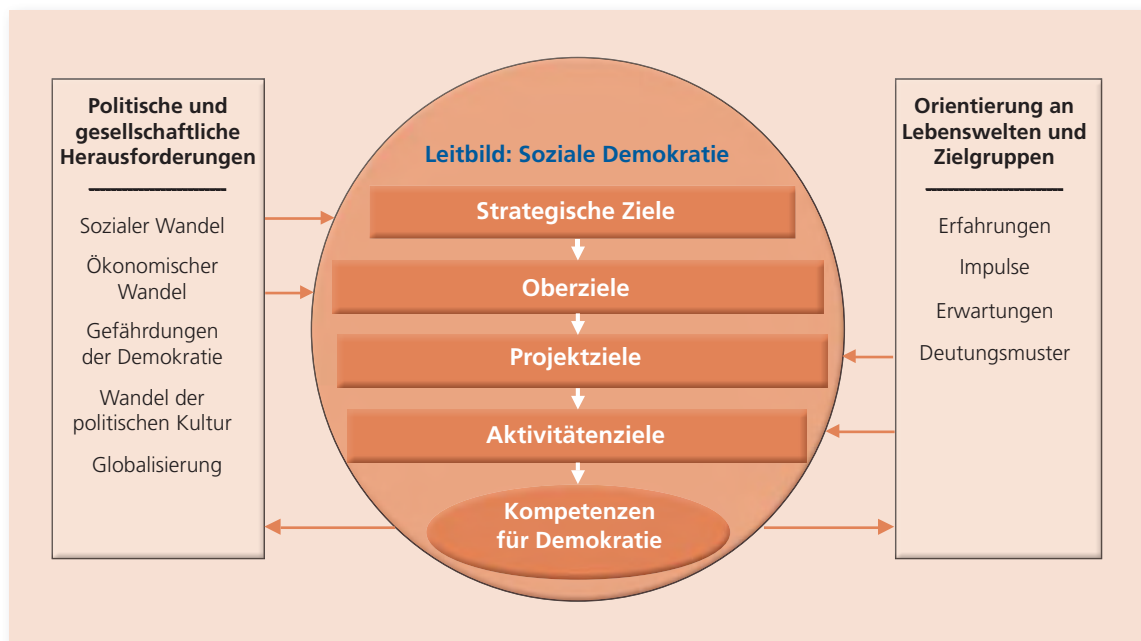 Politische und
gesellschaftliche
Herausforderungen
Sozialer Wandel
Ökonomischer
Wandel
Gefährdungen
der Demokratie
Wandel der
politischen Kultur
Globalisierung
Leitbild: Soziale Demokratie
Strategische Ziele
Oberziele
Projektziele
Aktivitätenziele
Kompetenzen
für Demokratie
Orientierung an
Lebenswelten und
Zielgruppen
Erfahrungen
Impulse
Erwartungen
Deutungsmuster